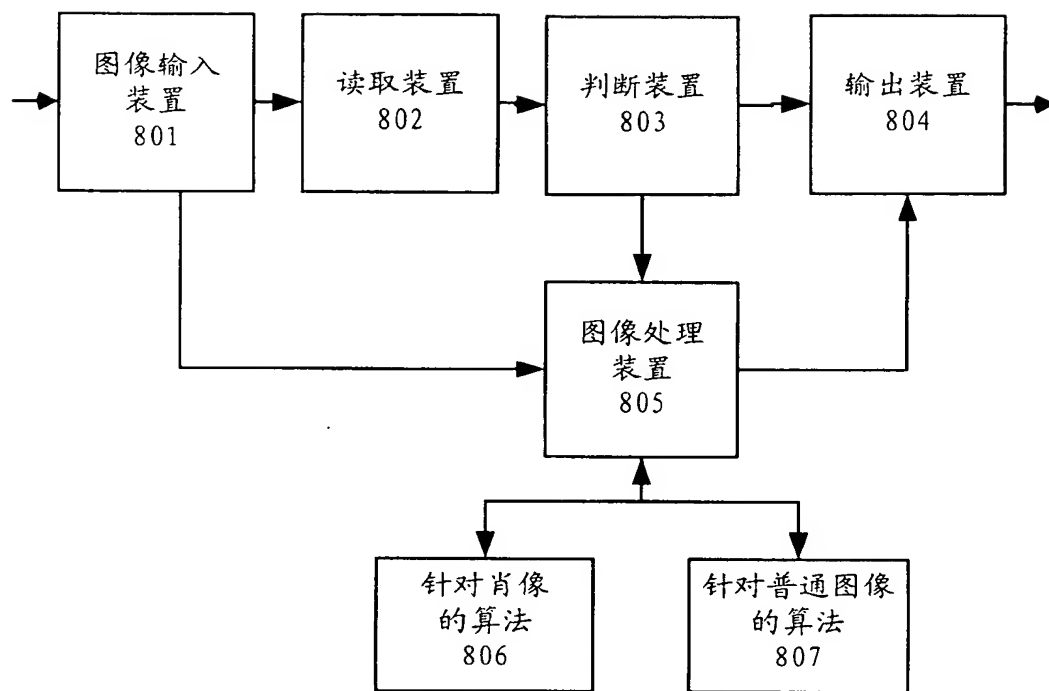 图像输入
装置
801
读取装置
802
判断装置
803
输出装置
804
图像处理
装置
805
针对肖像
的算法
806
针对普通图像
的算法
807